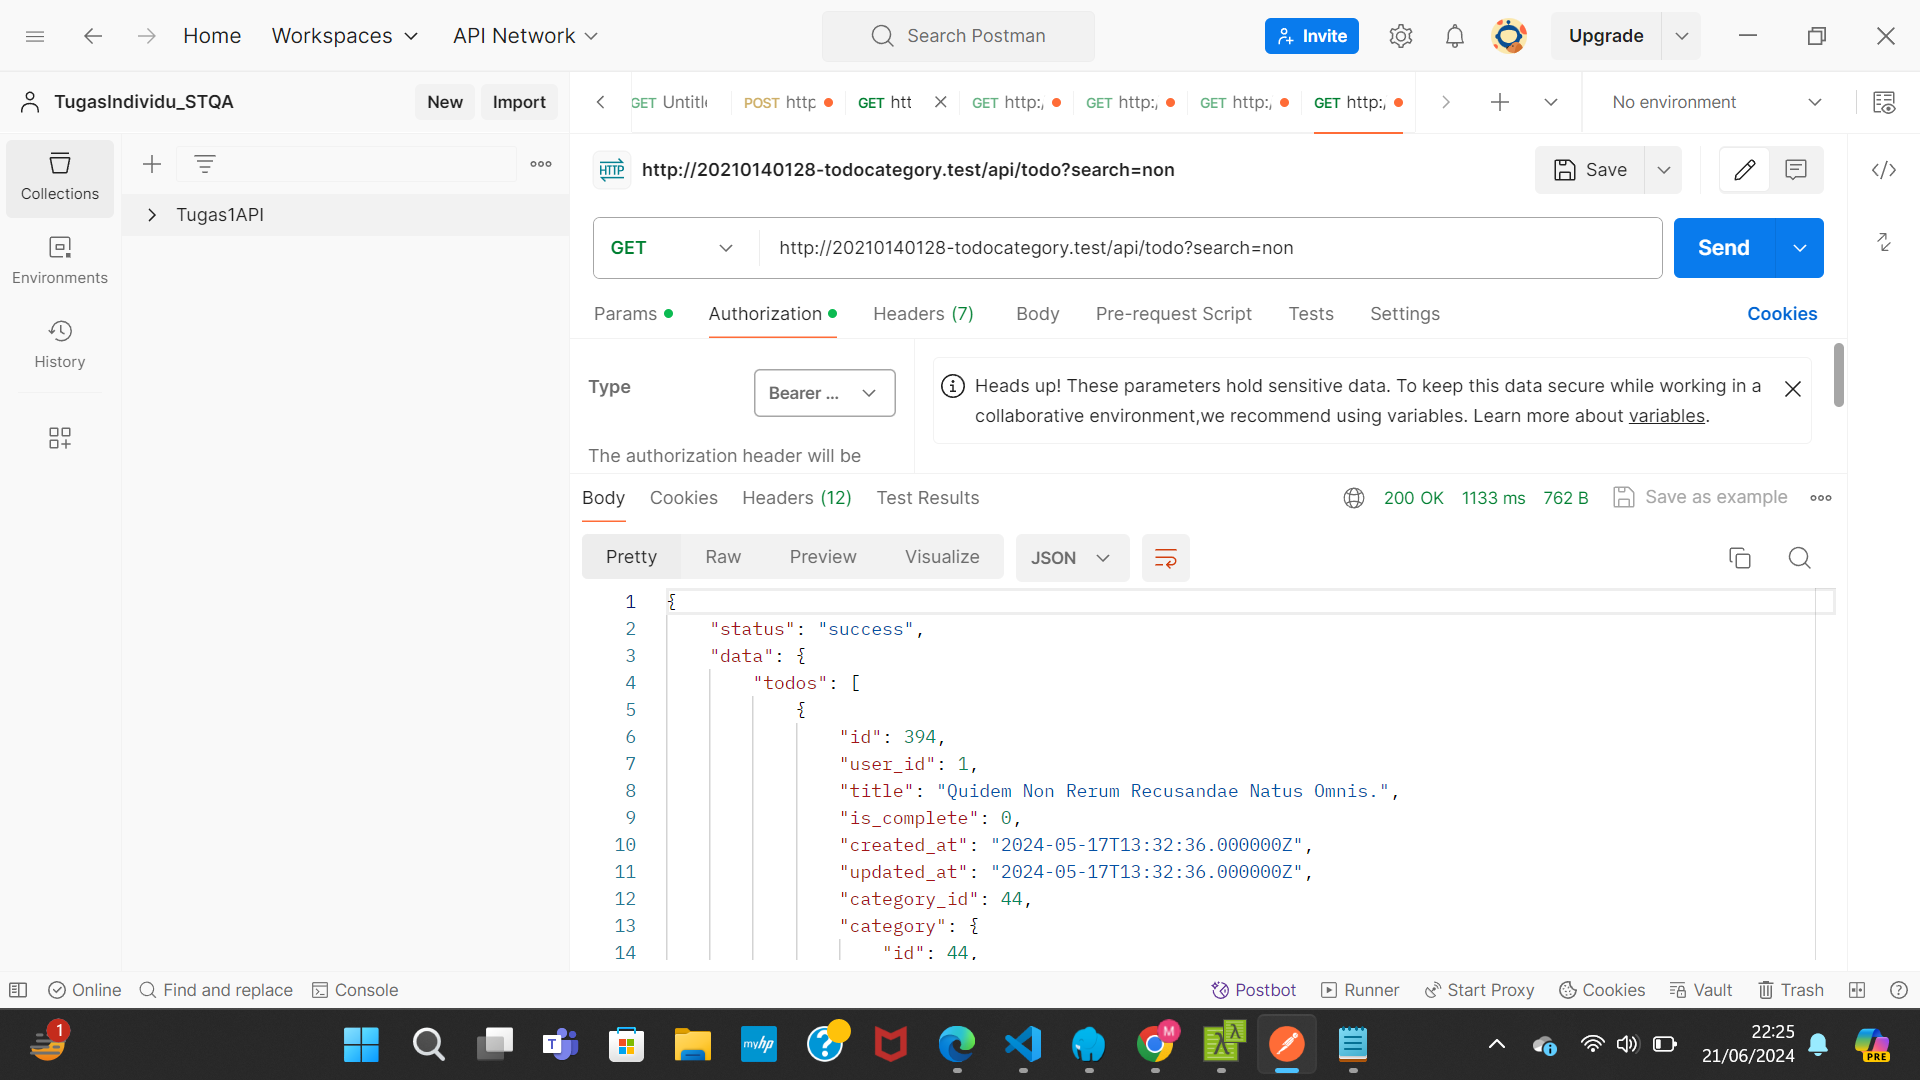 Home
Workspaces
API Network
Search Postman
Invite
Upgrade
TugasIndividu_STQA
New
Import
GET Untitle
POST http
GET htt
GET http:/
GET http:/
GET http:/
GET http:/
No environment
Collections
Tugas1API
Environments
History
HTTP
http://20210140128-todocategory.test/api/todo?search=non
Save
GET
http://20210140128-todocategory.test/api/todo?search=non
Send
Params
Authorization
Headers (7)
Body
Pre-request Script
Tests
Settings
Cookies
Type
Bearer ...
The authorization header will be
Heads up! These parameters hold sensitive data. To keep this data secure while working in a
collaborative environment,we recommend using variables. Learn more about variables.
Body
Cookies
Headers (12)
Test Results
200 OK
1133 ms
762 B
Save as example
Pretty
Raw
Preview
Visualize
JSON
1 {
2 "status": "success",
3 "data": {
4 "todos": [
5 {
6 "id": 394,
7 "user_id": 1,
8 "title": "Quidem Non Rerum Recusandae Natus Omnis.",
9 "is_complete": 0,
10 "created_at": "2024-05-17T13:32:36.000000Z",
11 "updated_at": "2024-05-17T13:32:36.000000Z",
12 "category_id": 44,
13 "category": {
14 "id": 44,
Online
Find and replace
Console
Postbot
Runner
Start Proxy
Cookies
Vault
Trash
1
T
myhp
M
PRE
22:25
21/06/2024